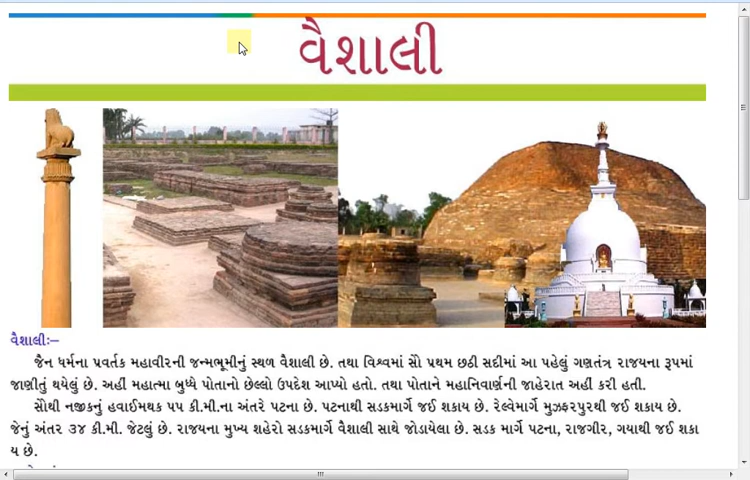 વૈશાલી
વૈશાલીઃ–
જૈન ધર્મના પ્રવર્તક મહાવીરની જન્મભૂમીનું સ્થળ વૈશાલી છે. તથા વિશ્વમાં સૌ પ્રથમ છઠી સદીમાં આ પહેલું ગણતંત્ર રાજયના રૂપમાં
જાણીતું થયેલું છે. અહીં મહાત્મા બુધ્ધે પોતાનો છેલ્લો ઉપદેશ આપ્યો હતો. તથા પોતાને મહાનિવાર્ણની જાહેરાત અહીં કરી હતી.
સૌથી નજીકનું હવાઈમથક ૫૫ કી.મી.ના અંતરે પટના છે. પટનાથી સડકમાર્ગે જઈ શકાય છે. રેલ્વેમાર્ગે મુઝફરપુરથી જઈ શકાય છે.
જેનું અંતર ૩૪ કી.મી. જેટલું છે. રાજયના મુખ્ય શહેરો સડકમાર્ગે વૈશાલી સાથે જોડાયેલા છે. સડક માર્ગે પટના, રાજગીર, ગયાથી જઈ શકા
ય છે.